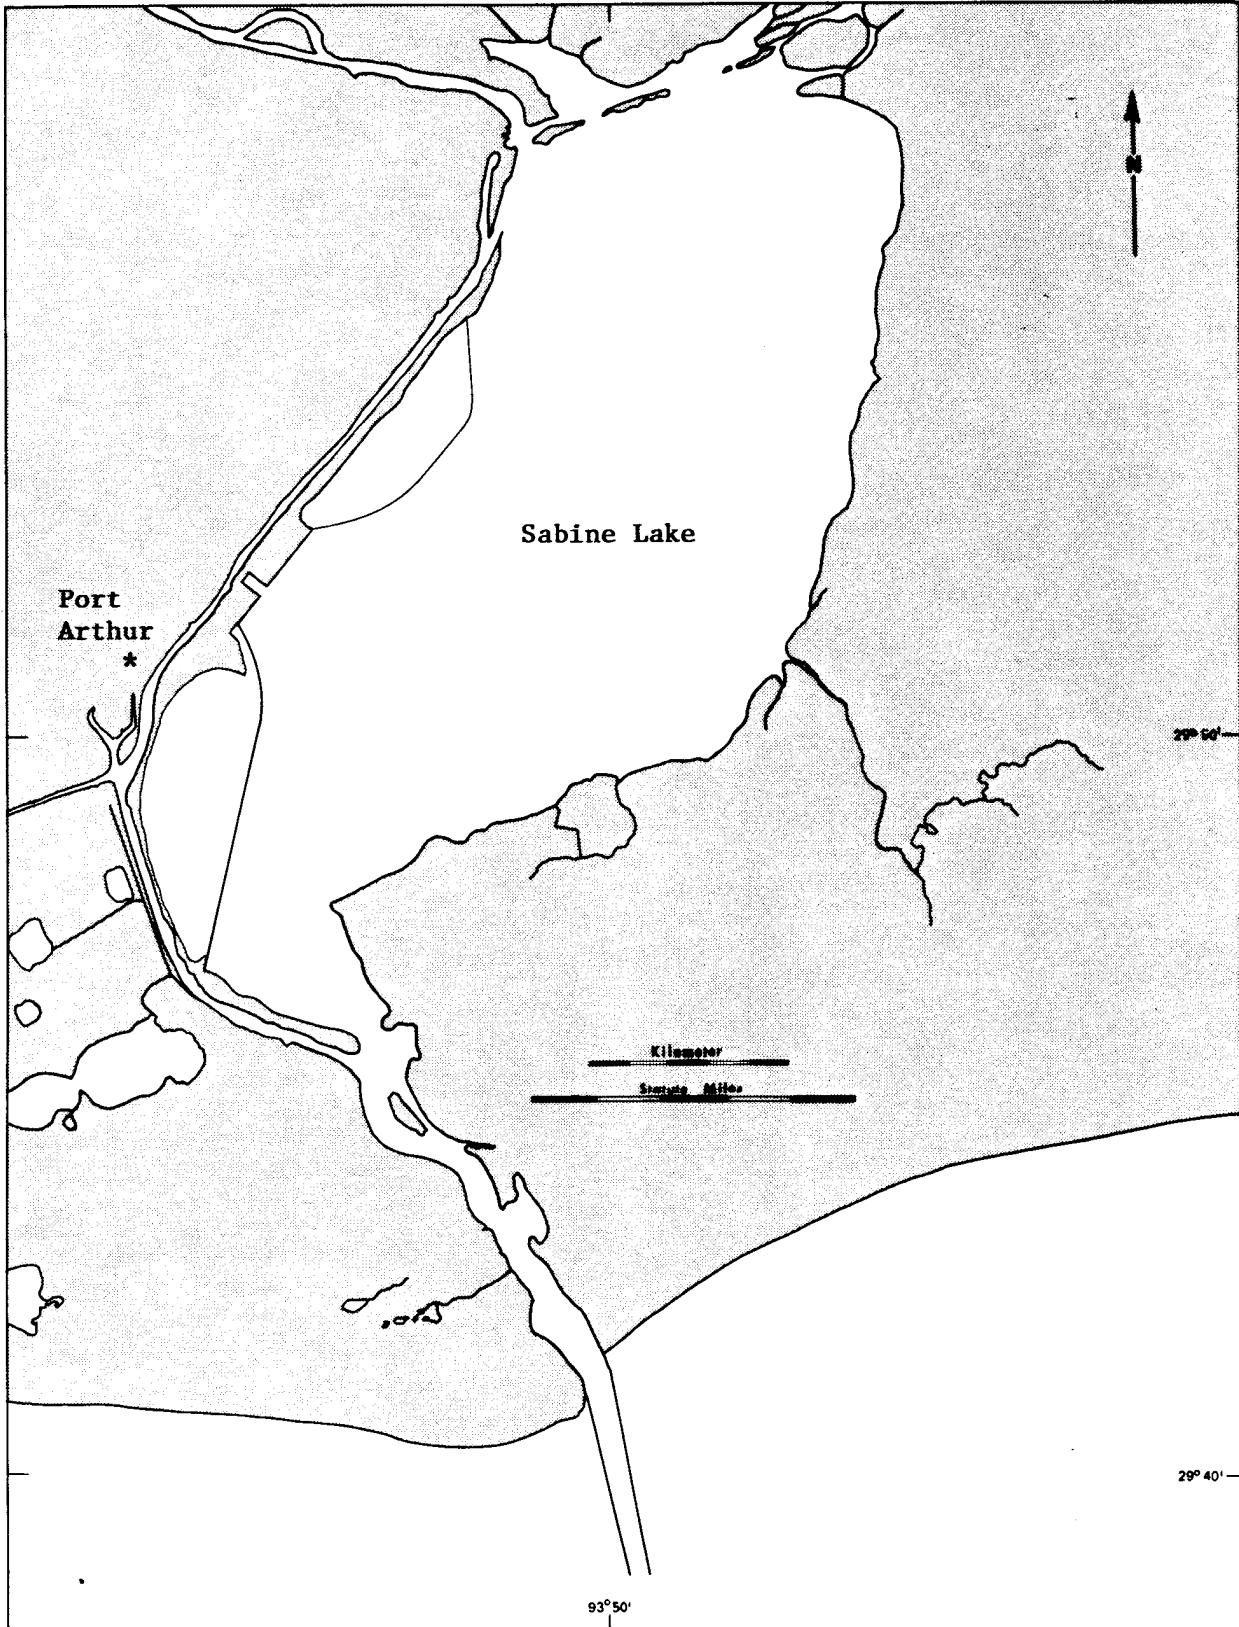 N
Sabine Lake
Port
Arthur
*
29° 50'
Kilometer
Statute Miles
29° 40'
93° 50'